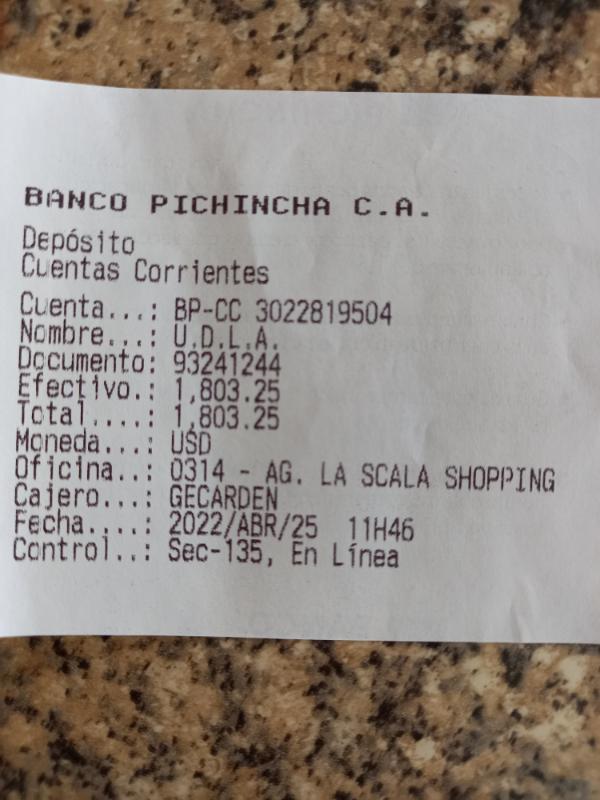 BANCO PICHINCHA C.A.
Depósito
Cuentas Corrientes
Cuenta...: BP-CC 3022819504
Nombre...: U.D.L.A.
Documento: 93241244
Efectivo.: 1,803.25
Total....: 1,803.25
Moneda...: USD
Oficina..: 0314 - AG. LA SCALA SHOPPING
Cajero...: GECARDEN
Fecha....: 2022/ABR/25 11H46
Control..: Sec-135, En Línea